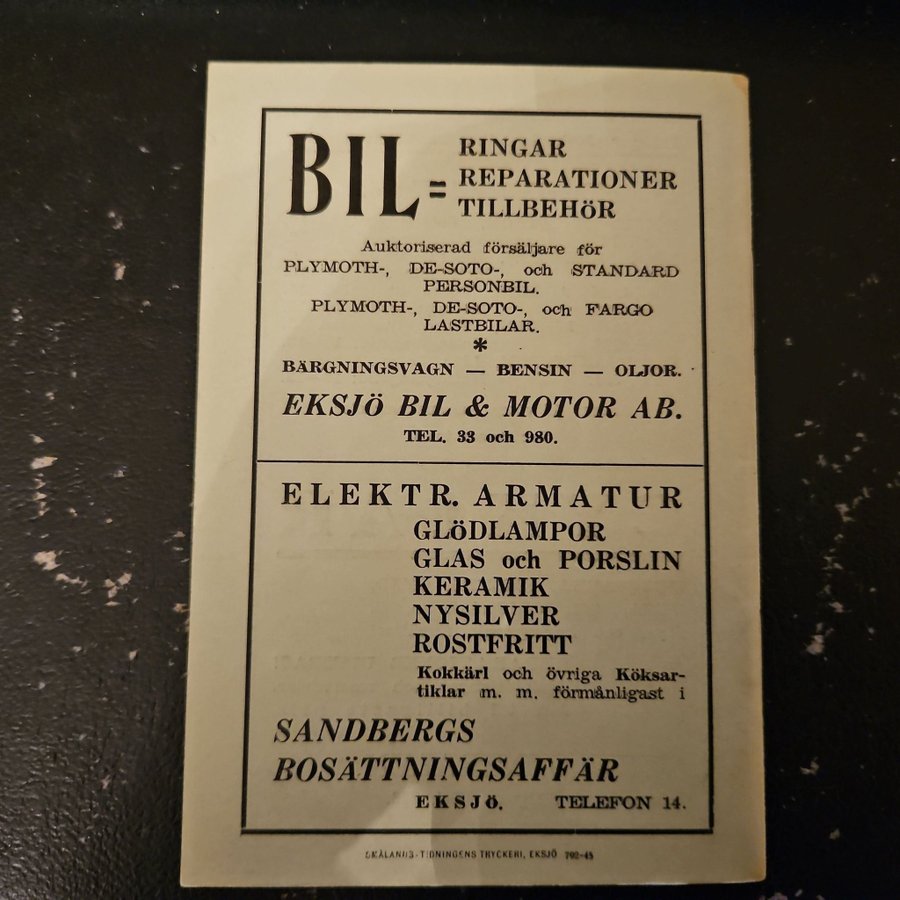 BIL = RINGAR
REPARATIONER
TILLBEHöR
Auktoriserad försäljare för
PLYMOTH-, DE-SOTO-, och STANDARD
PERSONBIL.
PLYMOTH-, DE-SOTO-, och FARGO
LASTBILAR.
*
BÄRGNINGSVAGN — BENSIN — OLJOR.
EKSJÖ BIL & MOTOR AB.
TEL. 33 och 980.
ELEKTR. ARMATUR
GLÖDLAMPOR
GLAS och PORSLIN
KERAMIK
NYSILVER
ROSTFRITT
Kokkärl och övriga Köksar-
tiklar m. m. förmånligast i
SANDBERGS
BOSÄTTNINGSAFFÄR
EKSJÖ. TELEFON 14.
SMÅLANDS-TIDNINGENS TRYCKERI, EKSJÖ 792-45